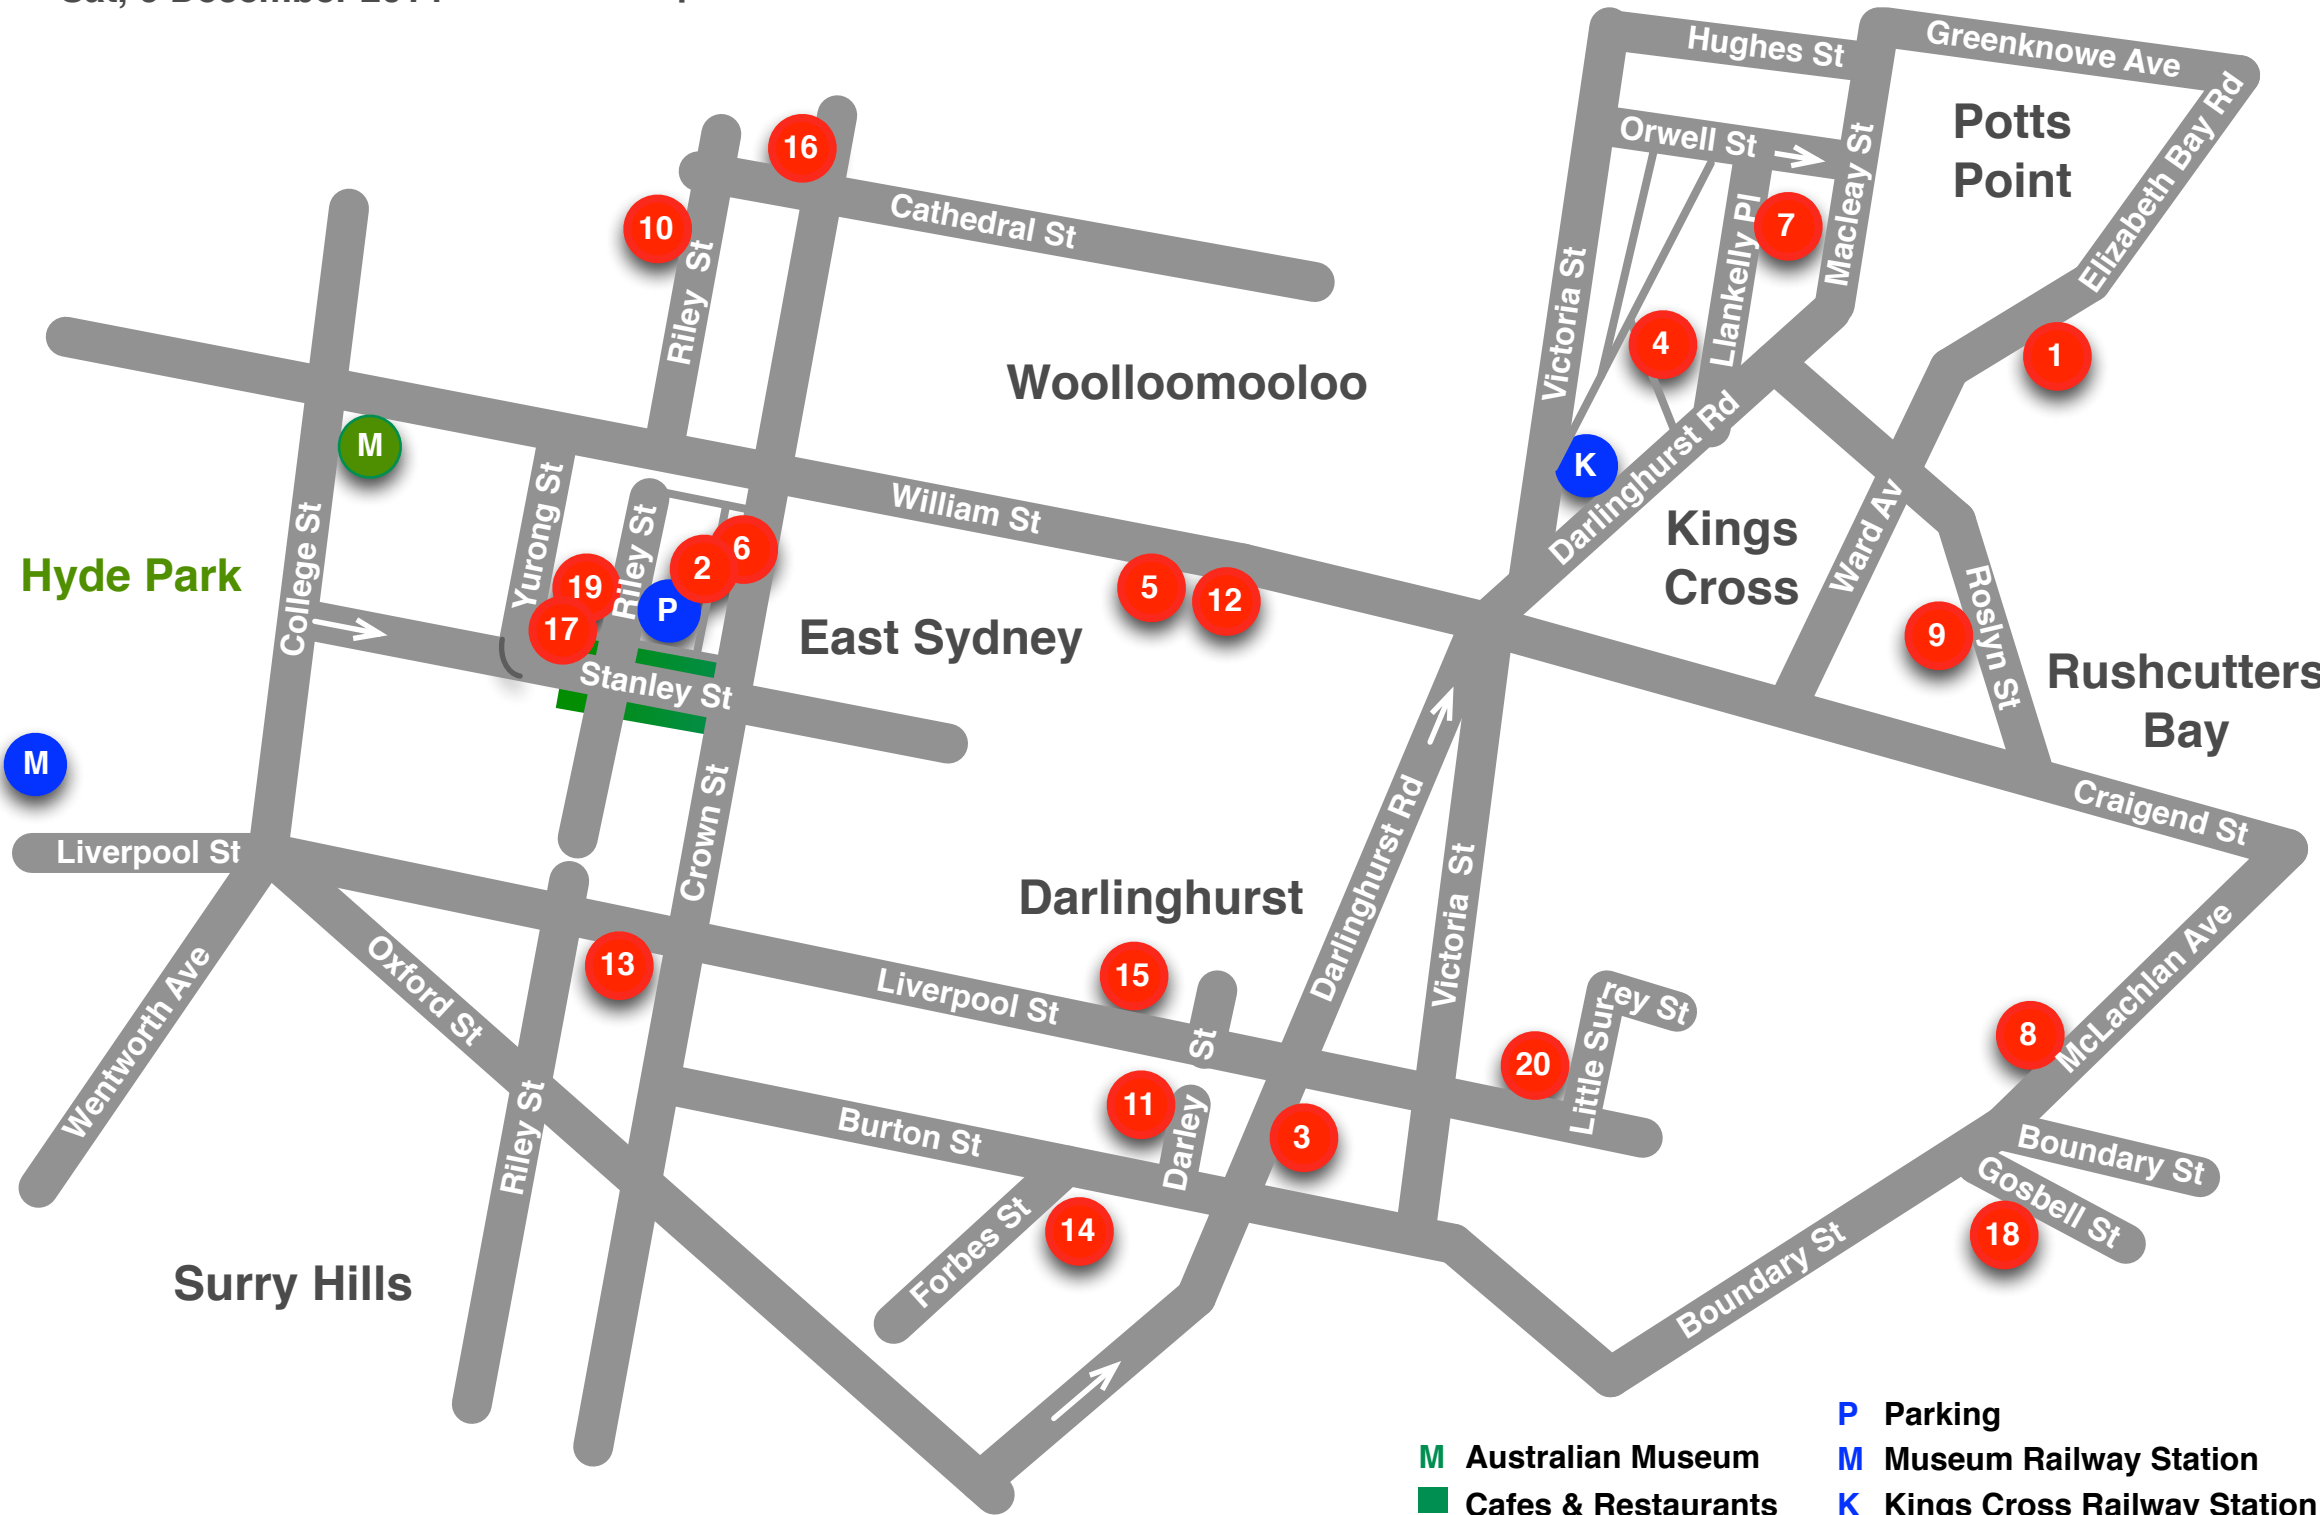 Hughes St
Greenknowe Ave
Potts
Point
Orwell St
Macleay St
Elizabeth Bay Rd
16
10
Cathedral St
Riley St
Llankelly Pl
7
Victoria St
4
1
Woolloomooloo
M
K
Darlinghurst Rd
Kings
Cross
Ward Av
William St
Yurong St
Riley St
College St
Hyde Park
19
2
6
P
17
5
12
East Sydney
9
Roslyn St
Rushcutters
Bay
Stanley St
M
Crown St
Craigend St
Liverpool St
Darlinghurst
Darlinghurst Rd
Victoria St
Wentworth Ave
Oxford St
13
15
Liverpool St
St
Darley
Little Sur
rey St
McLachlan Ave
8
20
11
3
Burton St
Riley St
Boundary St
Gosbell St
18
14
Forbes St
Surry Hills
Boundary St
P Parking
M Australian Museum
M Museum Railway Station
Cafes & Restaurants
K Kings Cross Railway Station